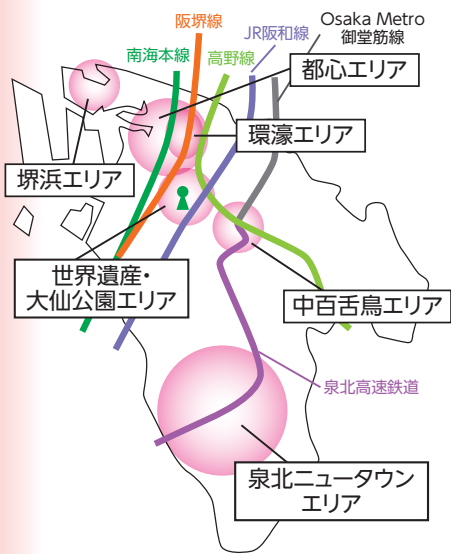 阪堺線
Osaka Metro
御堂筋線
JR阪和線
南海本線
高野線
都心エリア
環濠エリア
堺浜エリア
世界遺産・
大仙公園エリア
中百舌鳥エリア
泉北高速鉄道
泉北ニュータウン
エリア